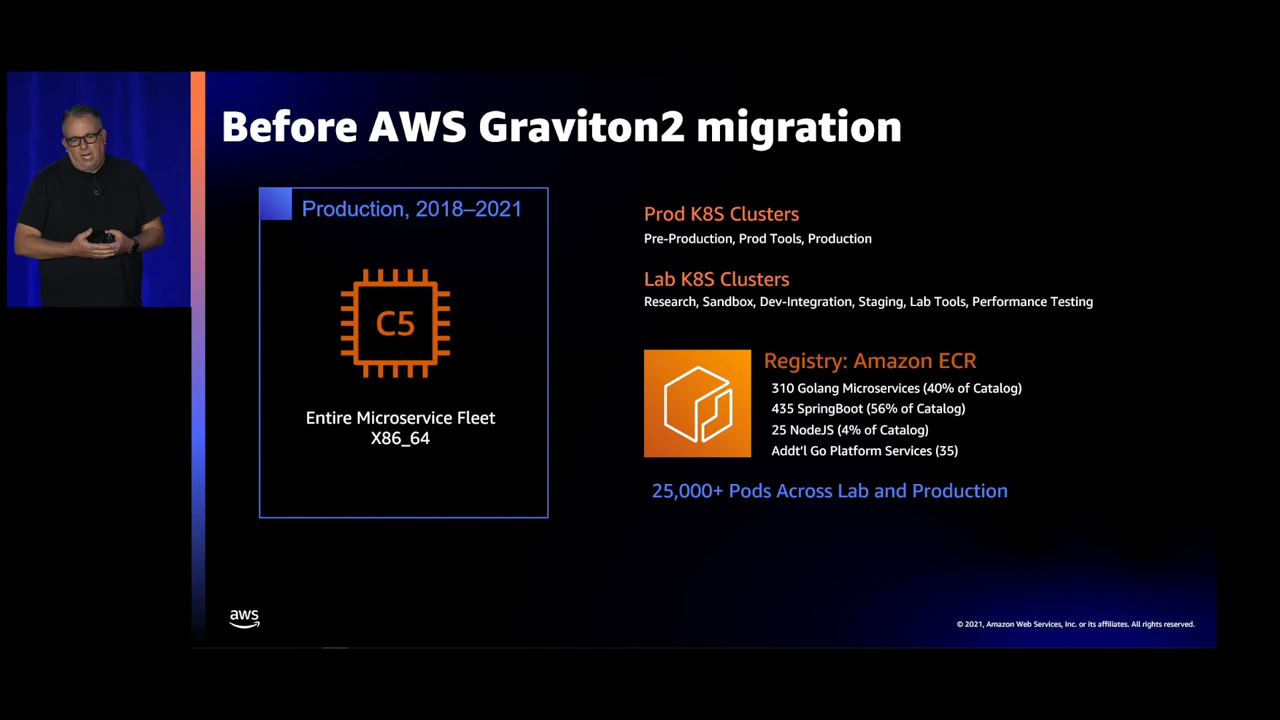 Before AWS Graviton2 migration
Production, 2018–2021
C5
Entire Microservice Fleet
X86_64
Prod K8S Clusters
Pre-Production, Prod Tools, Production
Lab K8S Clusters
Research, Sandbox, Dev-Integration, Staging, Lab Tools, Performance Testing
Registry: Amazon ECR
310 Golang Microservices (40% of Catalog)
435 SpringBoot (56% of Catalog)
25 NodeJS (4% of Catalog)
Addt’l Go Platform Services (35)
25,000+ Pods Across Lab and Production
aws
© 2021, Amazon Web Services, Inc. or its affiliates. All rights reserved.